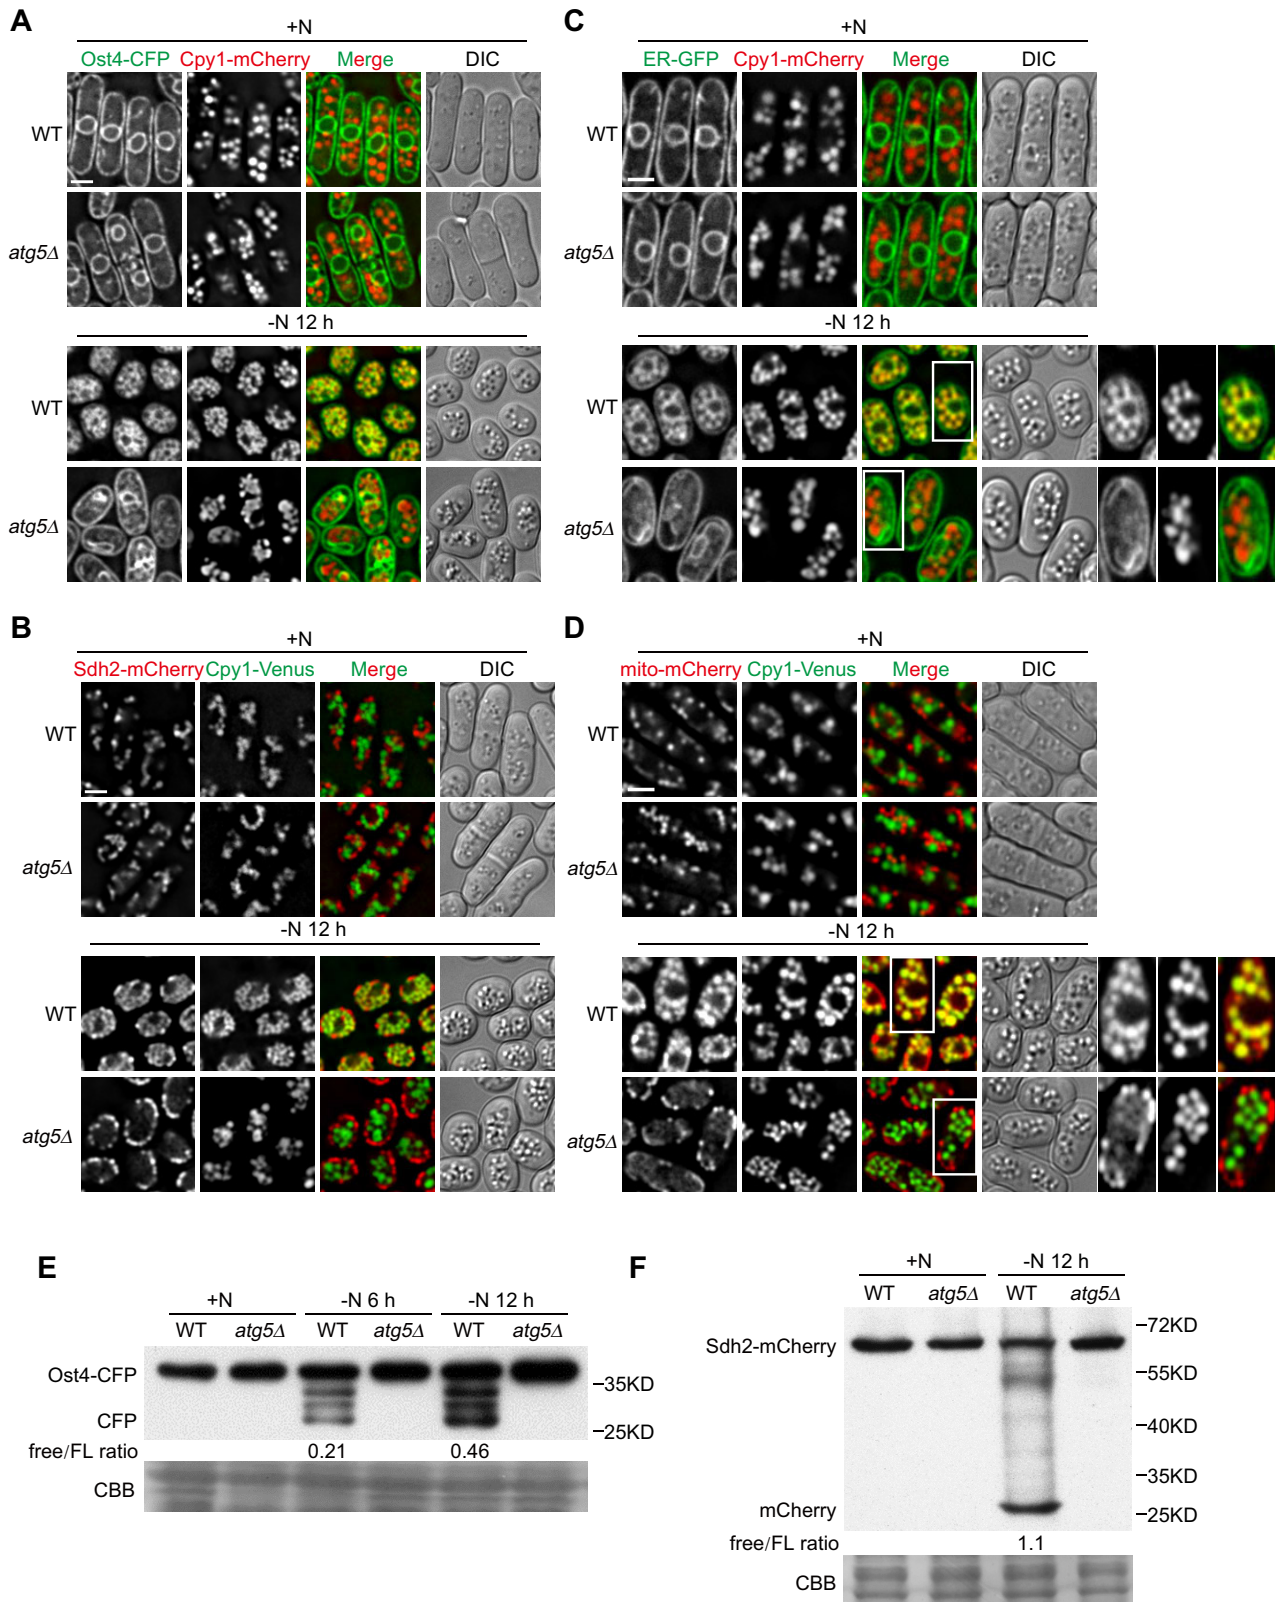 A
+N
Ost4-CFP Cpy1-mCherry Merge DIC
WT
atg5Δ
-N 12 h
WT
atg5Δ
C
+N
ER-GFP Cpy1-mCherry Merge DIC
WT
atg5Δ
-N 12 h
WT
atg5Δ
B
+N
Sdh2-mCherry Cpy1-Venus Merge DIC
WT
atg5Δ
-N 12 h
WT
atg5Δ
D
+N
mito-mCherry Cpy1-Venus Merge DIC
WT
atg5Δ
-N 12 h
WT
atg5Δ
E
+N -N 6 h -N 12 h
WT atg5Δ WT atg5Δ WT atg5Δ
Ost4-CFP
–35KD
CFP
–25KD
free/FL ratio 0.21 0.46
CBB
F
+N -N 12 h
WT atg5Δ WT atg5Δ
–72KD
Sdh2-mCherry
–55KD
–40KD
–35KD
mCherry –25KD
free/FL ratio 1.1
CBB